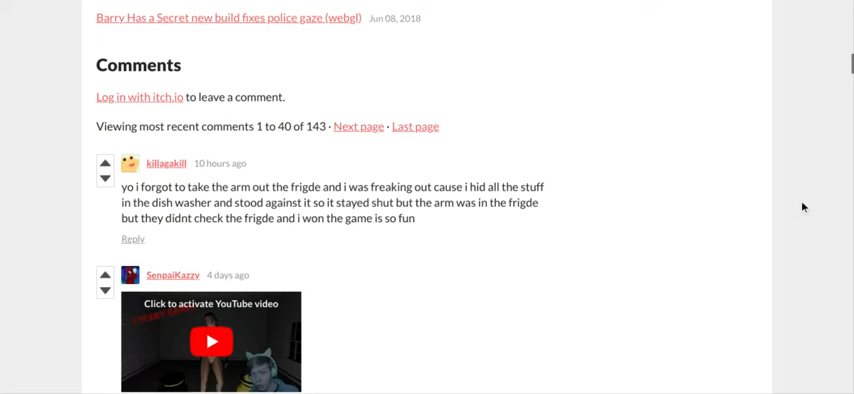 Barry Has a Secret new build fixes police gaze (webgl) Jun 08, 2018
Comments
Log in with itch.io to leave a comment.
Viewing most recent comments 1 to 40 of 143 · Next page · Last page
killagakill 10 hours ago
yo i forgot to take the arm out the frigde and i was freaking out cause i hid all the stuff
in the dish washer and stood against it so it stayed shut but the arm was in the frigde
but they didnt check the frigde and i won the game is so fun
Reply
SenpaiKazzy 4 days ago
Click to activate YouTube video